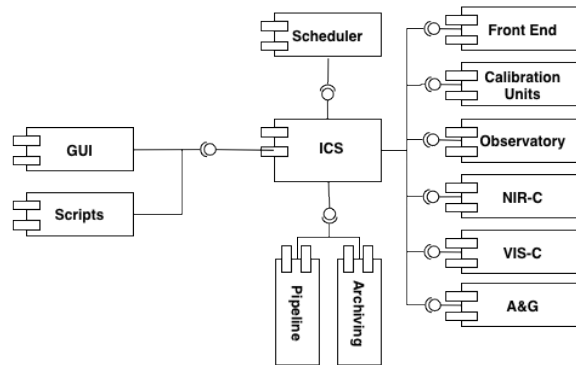 Scheduler
Front End
Calibration
Units
GUI
ICS
Observatory
Scripts
NIR-C
VIS-C
Pipeline
Archiving
A&G